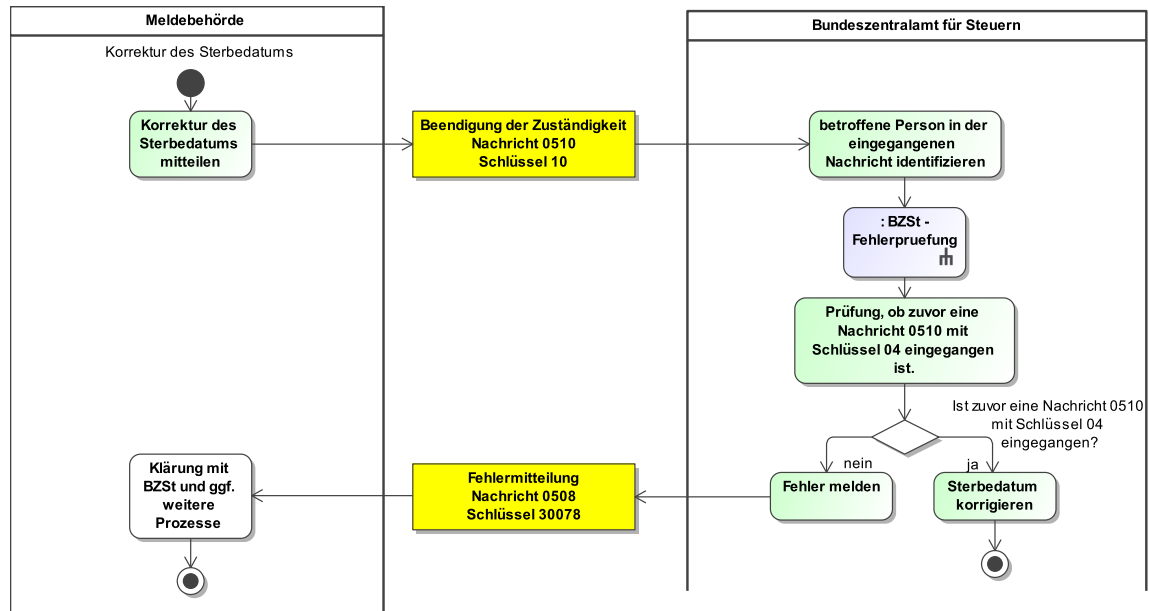 Meldebehörde
Bundeszentralamt für Steuern
Korrektur des Sterbedatums
Korrektur des
Sterbedatums
mitteilen
Beendigung der Zuständigkeit
Nachricht 0510
Schlüssel 10
betroffene Person in der
eingegangenen
Nachricht identifizieren
: BZSt -
Fehlerpruefung
Prüfung, ob zuvor eine
Nachricht 0510 mit
Schlüssel 04 eingegangen
ist.
Ist zuvor eine Nachricht 0510
mit Schlüssel 04
eingegangen?
nein
ja
Klärung mit
BZSt und ggf.
weitere
Prozesse
Fehlermitteilung
Nachricht 0508
Schlüssel 30078
Fehler melden
Sterbedatum
korrigieren